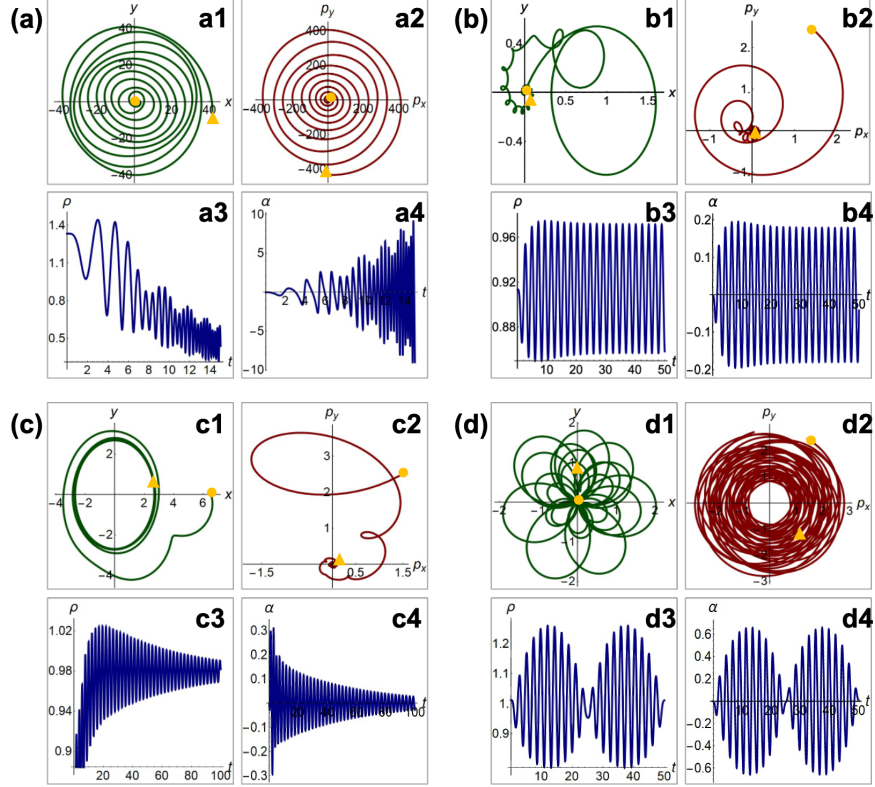 (a) a1 a2 (b) b1 b2
y x 40 20 −20 −40 −40 −20 20 40
p_y p_x 400 200 −200 −400 −400 −200 200 400
y x 0.4 −0.4 0.5 1 1.5
p_y p_x 2 1 −1 −1 1 2
a3 a4 b3 b4
ρ t 1.4 1.1 0.8 0.5 2 4 6 8 10 12 14
α t 10 5 −5 −10 2 4 6 8 10 12 14
ρ t 0.96 0.92 0.88 10 20 30 40 50
α t 0.2 0.1 −0.1 −0.2 10 20 30 40 50
(c) c1 c2 (d) d1 d2
y x 2 −2 −4 −4 −2 2 4 6
p_y p_x 3 2 1 −1.5 0.5 1.5
y x 2 1 −1 −2 −2 −1 1 2
p_y p_x 3 −3 3
c3 c4 d3 d4
ρ t 1.02 0.98 0.94 0.9 20 40 60 80 100
α t 0.3 0.2 0.1 0 −0.1 −0.2 −0.3 20 40 60 80 100
ρ t 1.2 1.1 1. 0.9 10 20 30 40 50
α t 0.6 0.4 0.2 −0.2 −0.4 −0.6 10 20 30 40 50